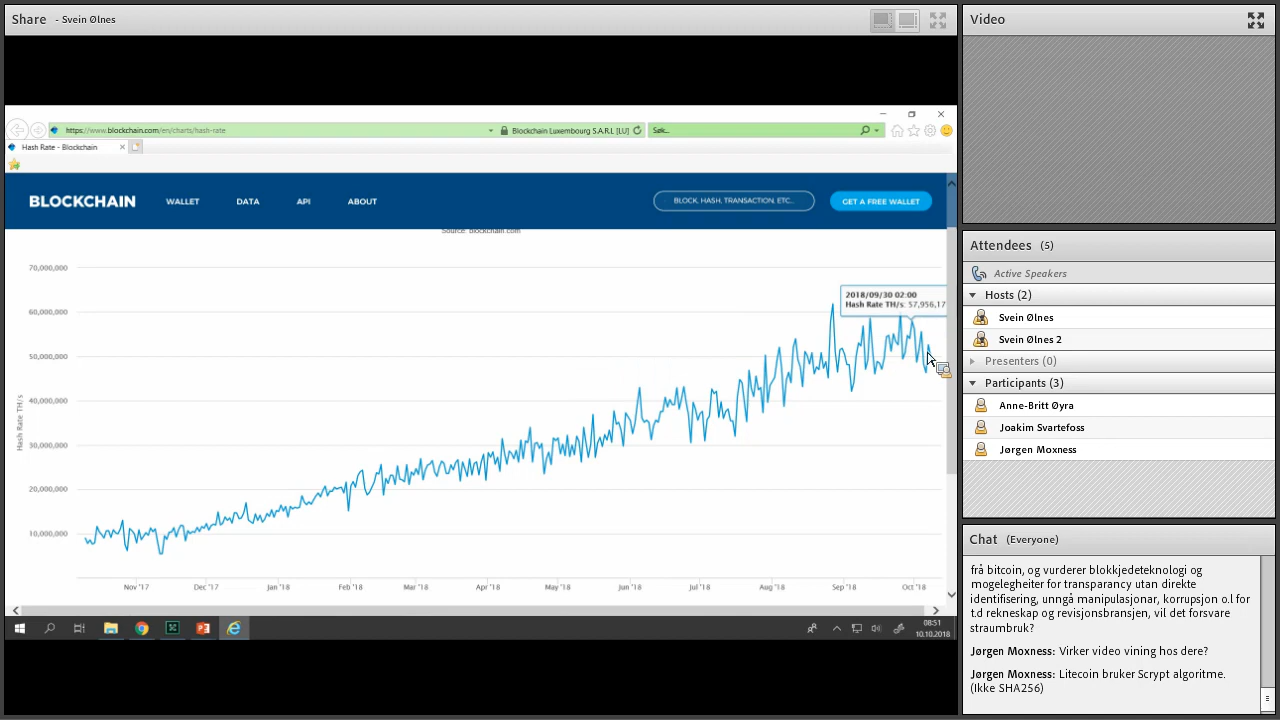 Share - Svein Ølnes
https://www.blockchain.com/en/charts/hash-rate
Blockchain Luxembourg S.A.R.L [LU]
Søk...
Hash Rate - Blockchain
BLOCKCHAIN
WALLET
DATA
API
ABOUT
BLOCK, HASH, TRANSACTION, ETC...
GET A FREE WALLET
Source: blockchain.com
70,000,000
60,000,000
50,000,000
40,000,000
30,000,000
20,000,000
10,000,000
Hash Rate TH/s
2018/09/30 02:00
Hash Rate TH/s: 57,956,17
Nov '17
Dec '17
Jan '18
Feb '18
Mar '18
Apr '18
May '18
Jun '18
Jul '18
Aug '18
Sep '18
Oct '18
08:51
10.10.2018
Video
Attendees (5)
Active Speakers
Hosts (2)
Svein Ølnes
Svein Ølnes 2
Presenters (0)
Participants (3)
Anne-Britt Øyra
Joakim Svartefoss
Jørgen Moxness
Chat (Everyone)
frå bitcoin, og vurderer blokkjedeteknologi og
mogelegheiter for transparency utan direkte
identifisering, unngå manipulasjonar, korrupsjon o.l for
t.d rekneskap og revisjonsbransjen, vil det forsvare
straumbruk?
Jørgen Moxness: Virker video vining hos dere?
Jørgen Moxness: Litecoin bruker Scrypt algoritme.
(Ikke SHA256)